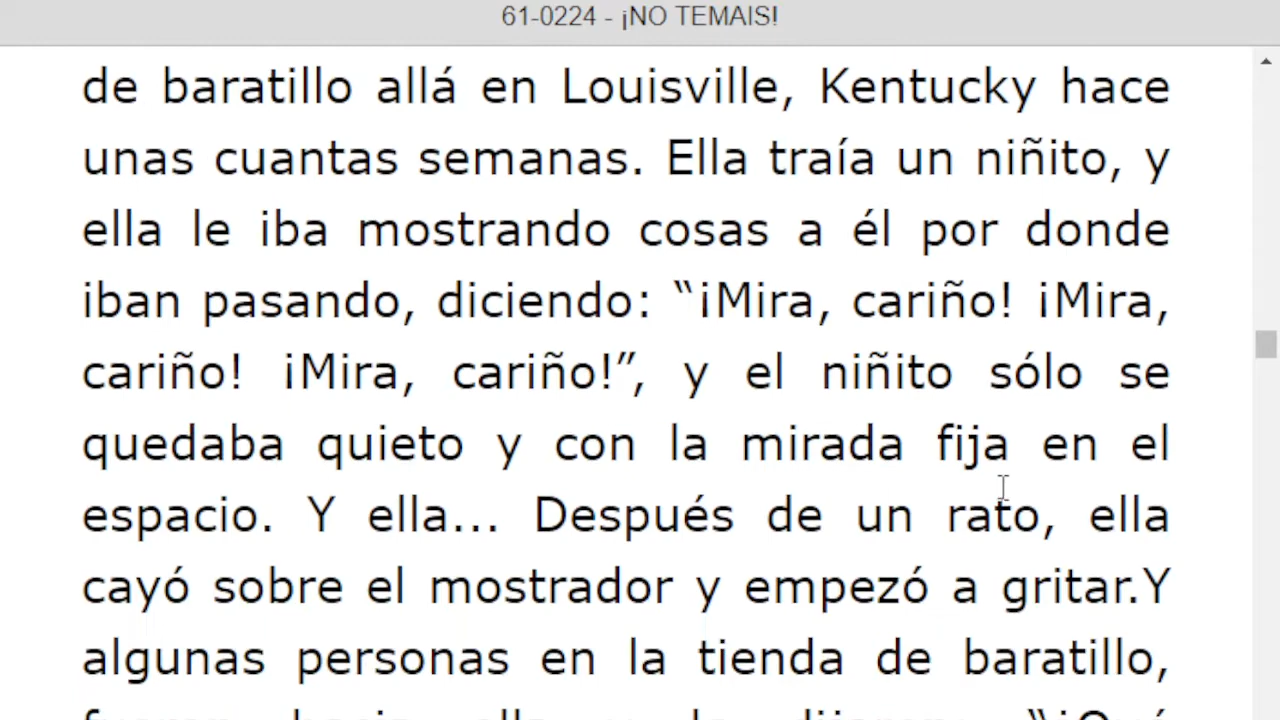 61-0224 - ¡NO TEMAIS!
de baratillo allá en Louisville, Kentucky hace
unas cuantas semanas. Ella traía un niñito, y
ella le iba mostrando cosas a él por donde
iban pasando, diciendo: “¡Mira, cariño! ¡Mira,
cariño! ¡Mira, cariño!”, y el niñito sólo se
quedaba quieto y con la mirada fija en el
espacio. Y ella... Después de un rato, ella
cayó sobre el mostrador y empezó a gritar.Y
algunas personas en la tienda de baratillo,